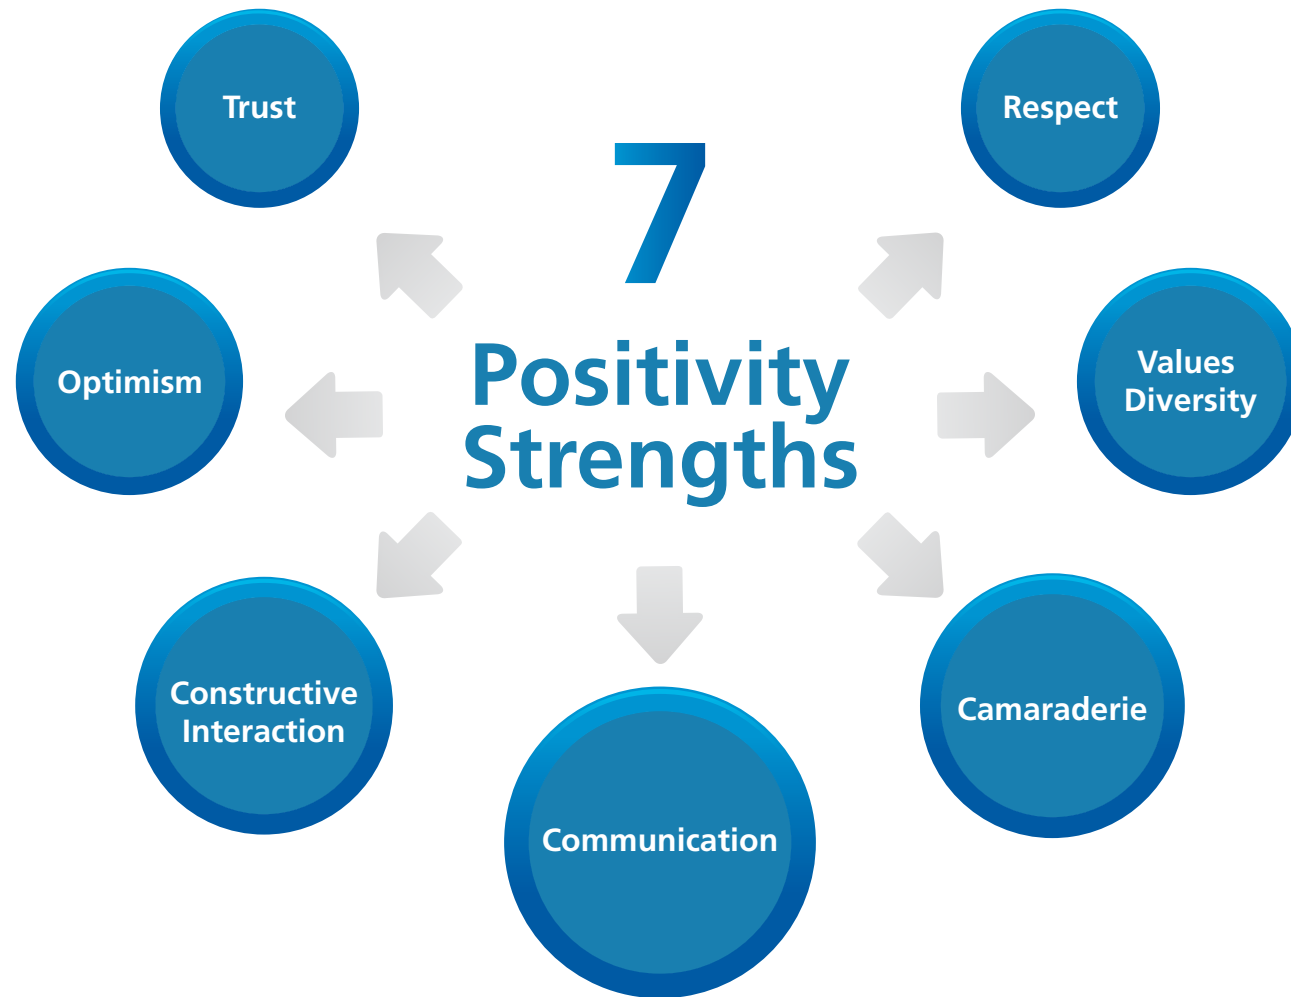 Trust
Respect
7
Positivity
Strengths
Optimism
Values
Diversity
Constructive
Interaction
Camaraderie
Communication